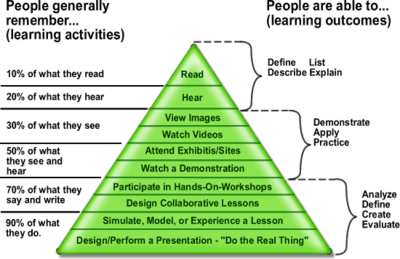 People generally
remember...
(learning activities)
People are able to...
(learning outcomes)
10% of what they read
20% of what they hear
30% of what they see
50% of what
they see and
hear
70% of what they
say and write
90% of what
they do.
Read
Hear
View Images
Watch Videos
Attend Exhibitis/Sites
Watch a Demonstration
Participate in Hands-On-Workshops
Design Collaborative Lessons
Simulate, Model, or Experience a Lesson
Design/Perform a Presentation - "Do the Real Thing"
Define List
Describe Explain
Demonstrate
Apply
Practice
Analyze
Define
Create
Evaluate